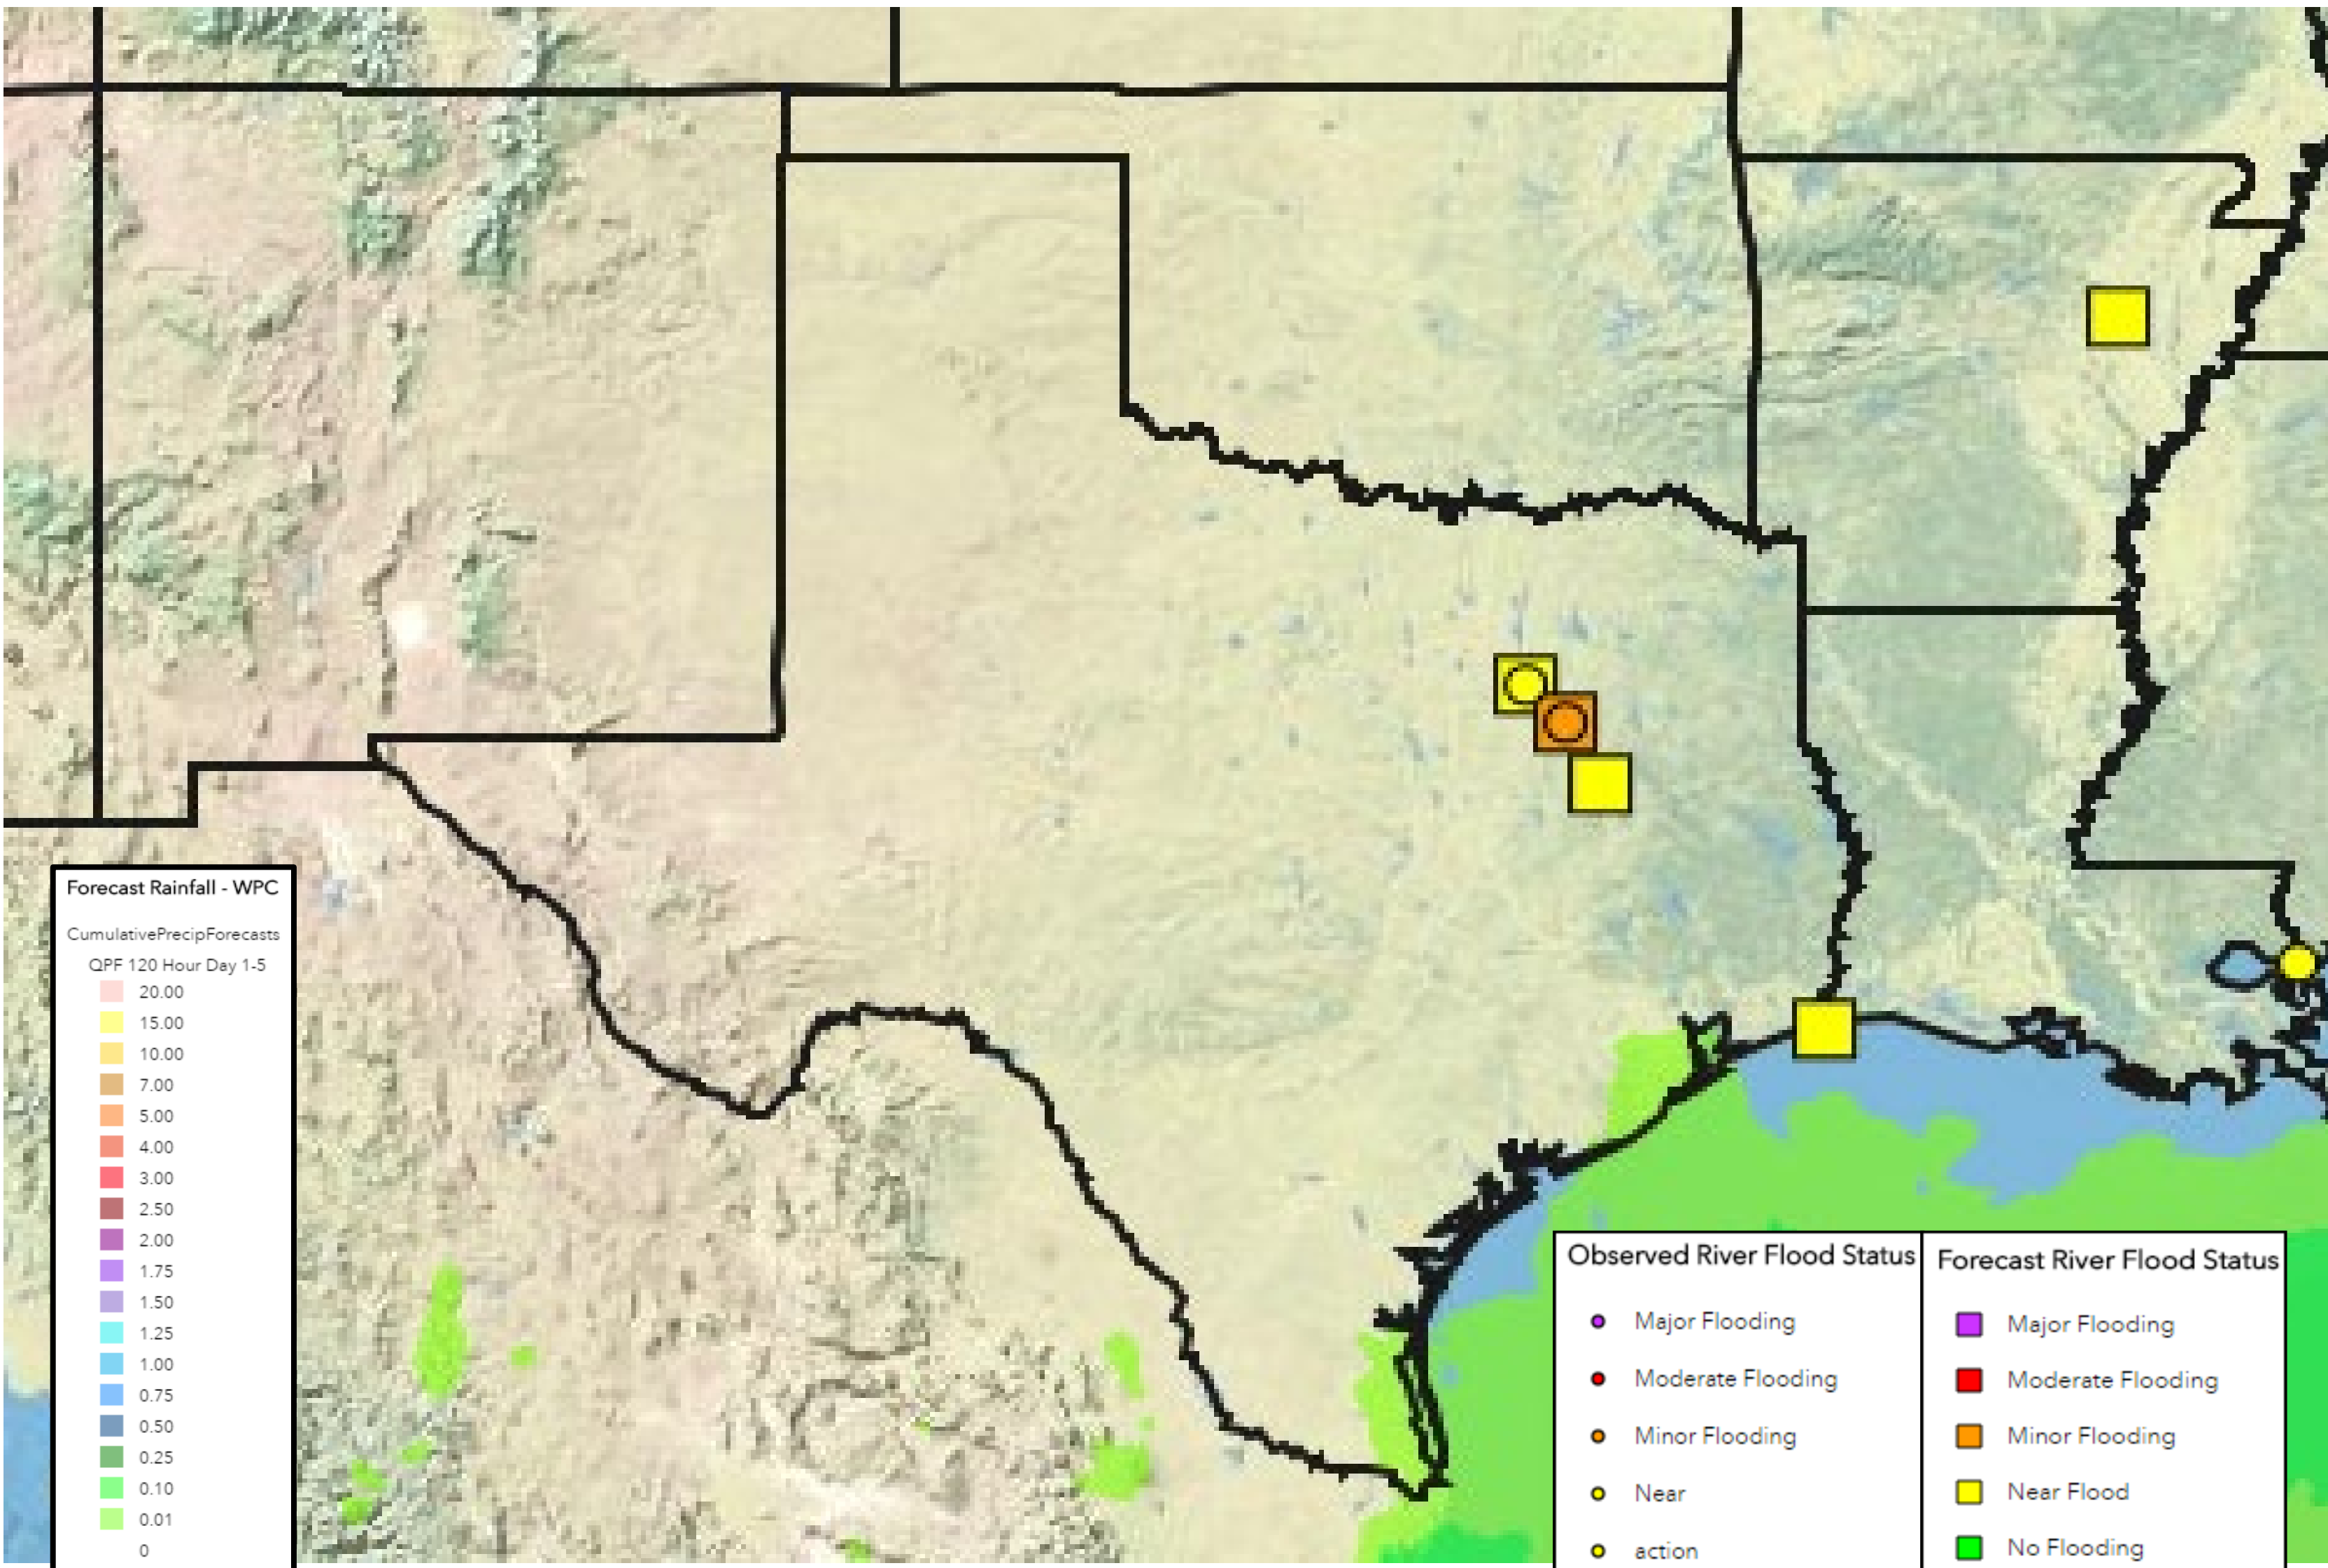 Forecast Rainfall - WPC
CumulativePrecipForecasts
QPF 120 Hour Day 1-5
20.00
15.00
10.00
7.00
5.00
4.00
3.00
2.50
2.00
1.75
1.50
1.25
1.00
0.75
0.50
0.25
0.10
0.01
0
Observed River Flood Status
Major Flooding
Moderate Flooding
Minor Flooding
Near
action
Forecast River Flood Status
Major Flooding
Moderate Flooding
Minor Flooding
Near Flood
No Flooding